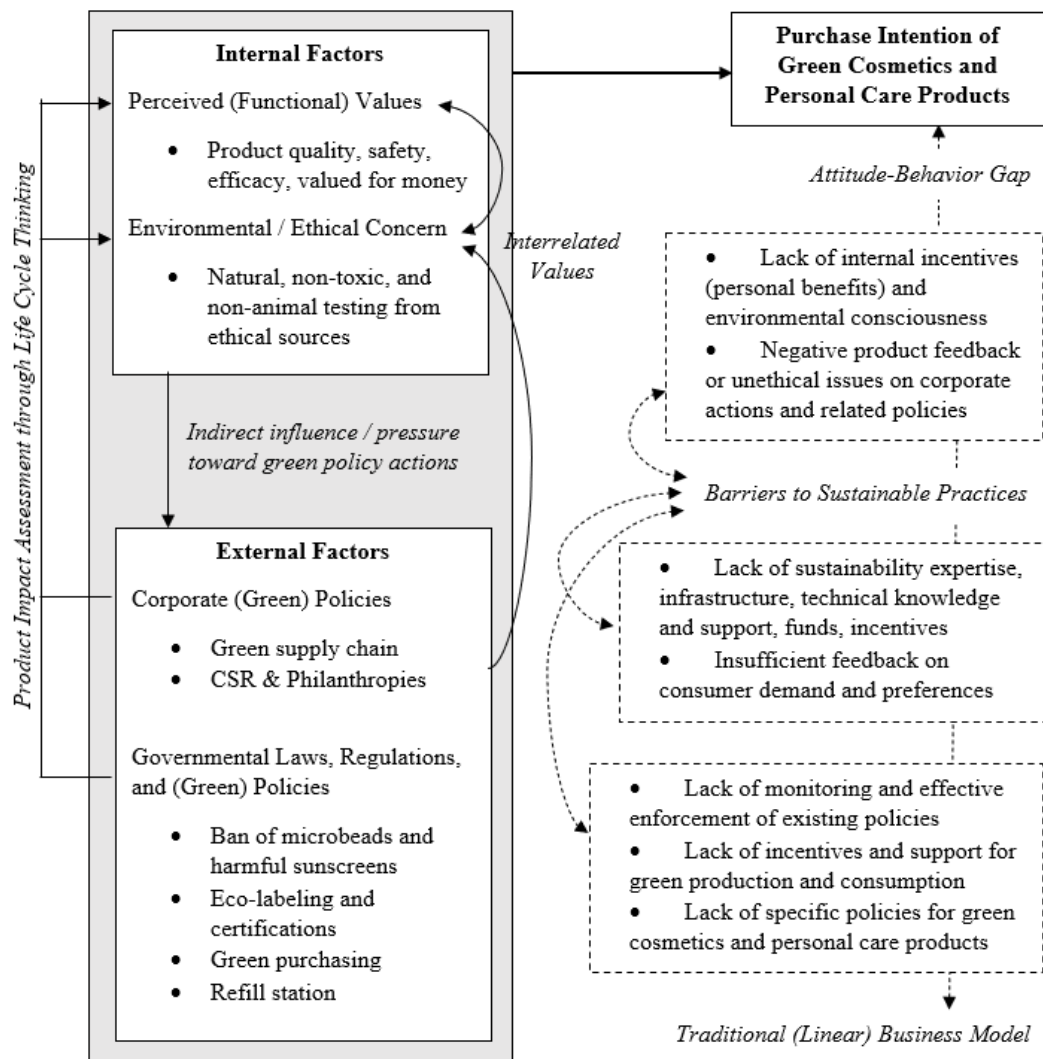 Product Impact Assessment through Life Cycle Thinking
Internal Factors
Perceived (Functional) Values
• Product quality, safety,
efficacy, valued for money
Environmental / Ethical Concern
• Natural, non-toxic, and
non-animal testing from
ethical sources
Interrelated
Values
Indirect influence / pressure
toward green policy actions
External Factors
Corporate (Green) Policies
• Green supply chain
• CSR & Philanthropies
Governmental Laws, Regulations,
and (Green) Policies
• Ban of microbeads and
harmful sunscreens
• Eco-labeling and
certifications
• Green purchasing
• Refill station
Purchase Intention of
Green Cosmetics and
Personal Care Products
Attitude-Behavior Gap
• Lack of internal incentives
(personal benefits) and
environmental consciousness
• Negative product feedback
or unethical issues on corporate
actions and related policies
Barriers to Sustainable Practices
• Lack of sustainability expertise,
infrastructure, technical knowledge
and support, funds, incentives
• Insufficient feedback on
consumer demand and preferences
• Lack of monitoring and effective
enforcement of existing policies
• Lack of incentives and support for
green production and consumption
• Lack of specific policies for green
cosmetics and personal care products
Traditional (Linear) Business Model